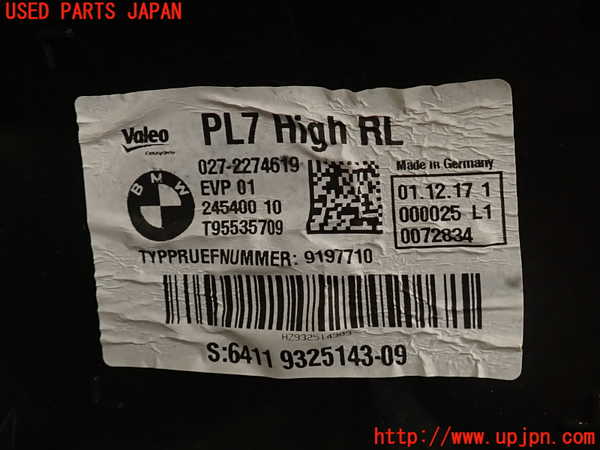 USED PARTS JAPAN
Valeo
PL7 High RL
027-2274619
EVP 01
245400 10
T95535709
BMW
Made in Germany
01.12.17 1
000025 L1
0072834
TYPPRUEFNUMMER: 9197710
S:6411 9325143-09
http://www.upjpn.com